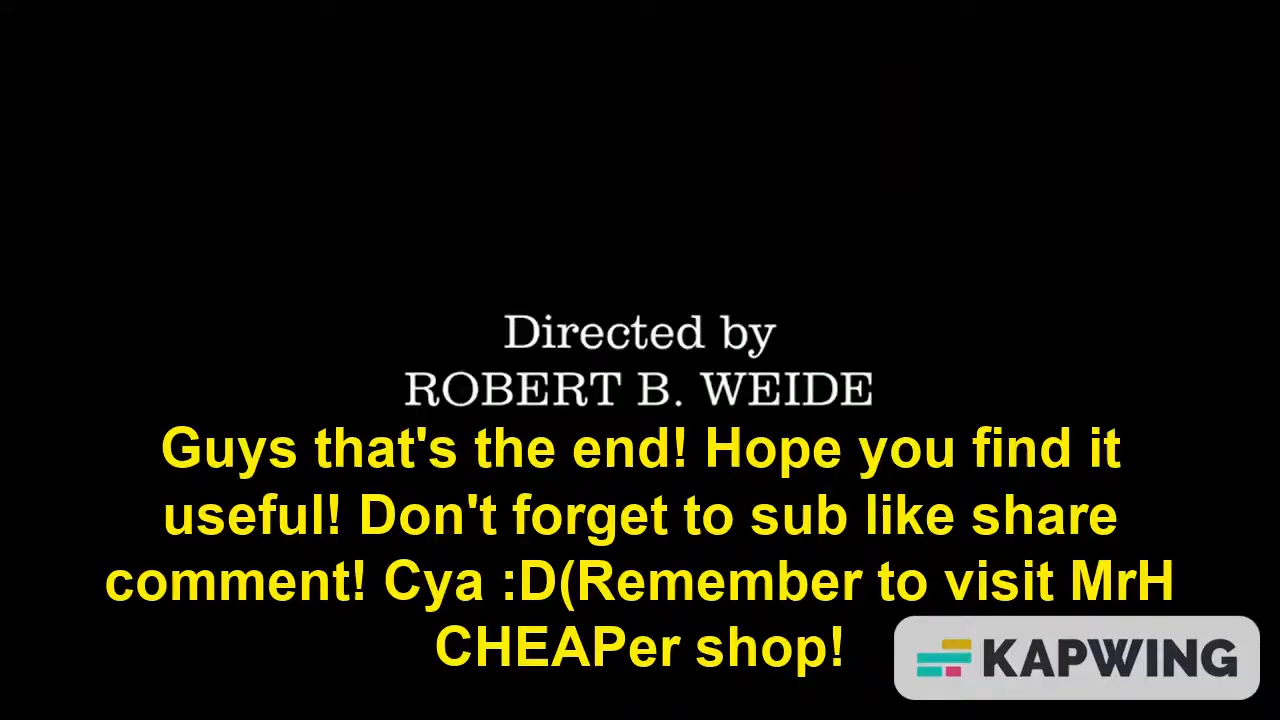 Directed by
ROBERT B. WEIDE
Guys that's the end! Hope you find it
useful! Don't forget to sub like share
comment! Cya :D(Remember to visit MrH
CHEAPer shop!
KAPWING